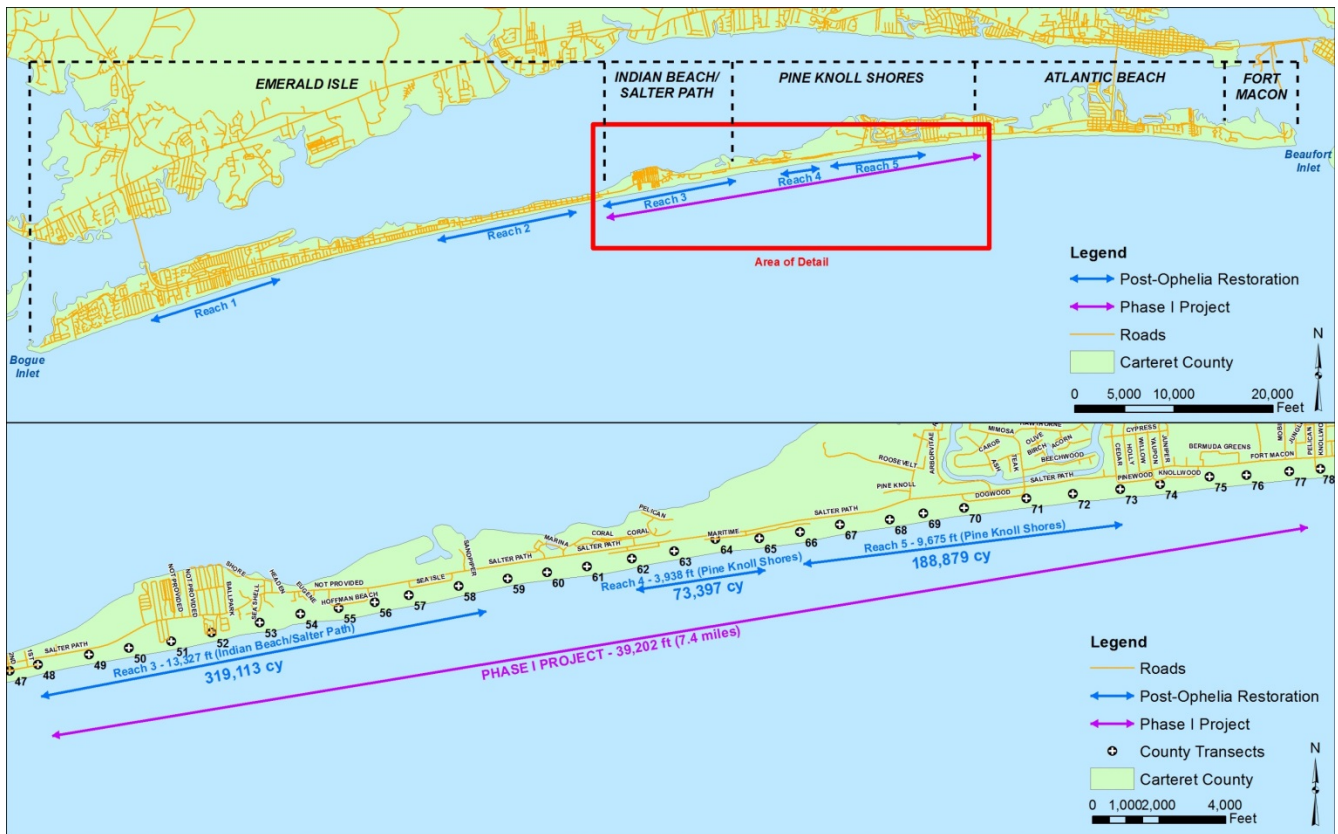 EMERALD ISLE
INDIAN BEACH/
SALTER PATH
PINE KNOLL SHORES
ATLANTIC BEACH
FORT
MACON
Beaufort
Inlet
Reach 5
Reach 4
Reach 3
Reach 2
Reach 1
Area of Detail
Bogue
Inlet
Legend
Post-Ophelia Restoration
Phase I Project
Roads
Carteret County
N
0 5,000 10,000 20,000
Feet
HAWTHORNE
MIMOSA
CAROB
OLIVE
BIRCH
ACORN
ASH
TEAK
BEECHWOOD
ROOSEVELT
ARBORVITAE
PINE KNOLL
DOGWOOD
SALTER PATH
CEDAR
HOLLY
WILLOW
YAUPON
JUNIPER
CYPRESS
PINEWOOD
KNOLLWOOD
BERMUDA GREENS
FORT MACON
PELICAN
SALTER PATH
MARITIME
PELICAN
CORAL
CORAL
MARINA
SALTER PATH
SALTER PATH
SANDPIPER
SEA ISLE
NOT PROVIDED
HOFFMAN BEACH
EUGENE
HEADEN
SHORE
BALLPARK
NOT PROVIDED
NOT PROVIDED
SALTER PATH
1ST
2ND
47
48
49
50
51
52
53
54
55
56
57
58
59
60
61
62
63
64
65
66
67
68
69
70
71
72
73
74
75
76
77
78
Reach 3 - 13,327 ft (Indian Beach/Salter Path)
319,113 cy
Reach 4 - 3,938 ft (Pine Knoll Shores)
73,397 cy
Reach 5 - 9,675 ft (Pine Knoll Shores)
188,879 cy
PHASE I PROJECT - 39,202 ft (7.4 miles)
Legend
Roads
Post-Ophelia Restoration
Phase I Project
County Transects
Carteret County
N
0 1,000 2,000 4,000
Feet